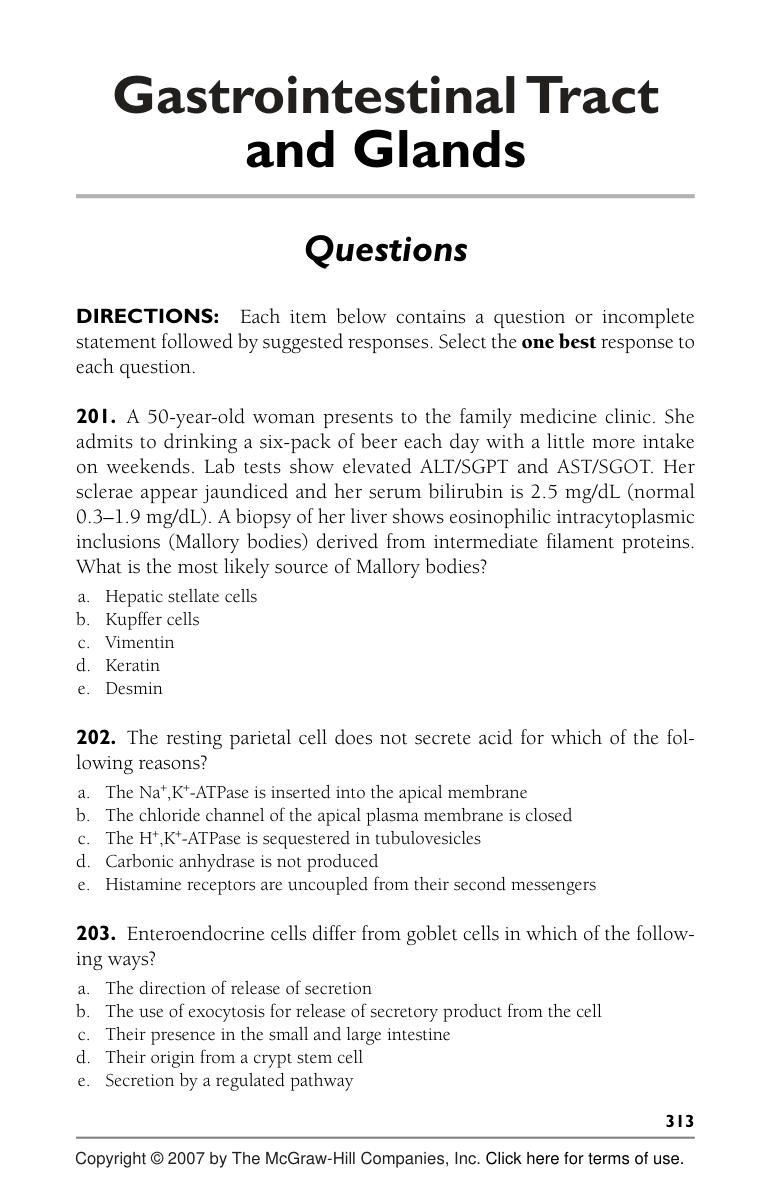 Gastrointestinal Tract
and Glands
Questions
DIRECTIONS: Each item below contains a question or incomplete
statement followed by suggested responses. Select the one best response to
each question.
201. A 50-year-old woman presents to the family medicine clinic. She
admits to drinking a six-pack of beer each day with a little more intake
on weekends. Lab tests show elevated ALT/SGPT and AST/SGOT. Her
sclerae appear jaundiced and her serum bilirubin is 2.5 mg/dL (normal
0.3–1.9 mg/dL). A biopsy of her liver shows eosinophilic intracytoplasmic
inclusions (Mallory bodies) derived from intermediate filament proteins.
What is the most likely source of Mallory bodies?
a. Hepatic stellate cells
b. Kupffer cells
c. Vimentin
d. Keratin
e. Desmin
202. The resting parietal cell does not secrete acid for which of the fol-
lowing reasons?
a. The Na⁺,K⁺-ATPase is inserted into the apical membrane
b. The chloride channel of the apical plasma membrane is closed
c. The H⁺,K⁺-ATPase is sequestered in tubulovesicles
d. Carbonic anhydrase is not produced
e. Histamine receptors are uncoupled from their second messengers
203. Enteroendocrine cells differ from goblet cells in which of the follow-
ing ways?
a. The direction of release of secretion
b. The use of exocytosis for release of secretory product from the cell
c. Their presence in the small and large intestine
d. Their origin from a crypt stem cell
e. Secretion by a regulated pathway
313
Copyright © 2007 by The McGraw-Hill Companies, Inc. Click here for terms of use.